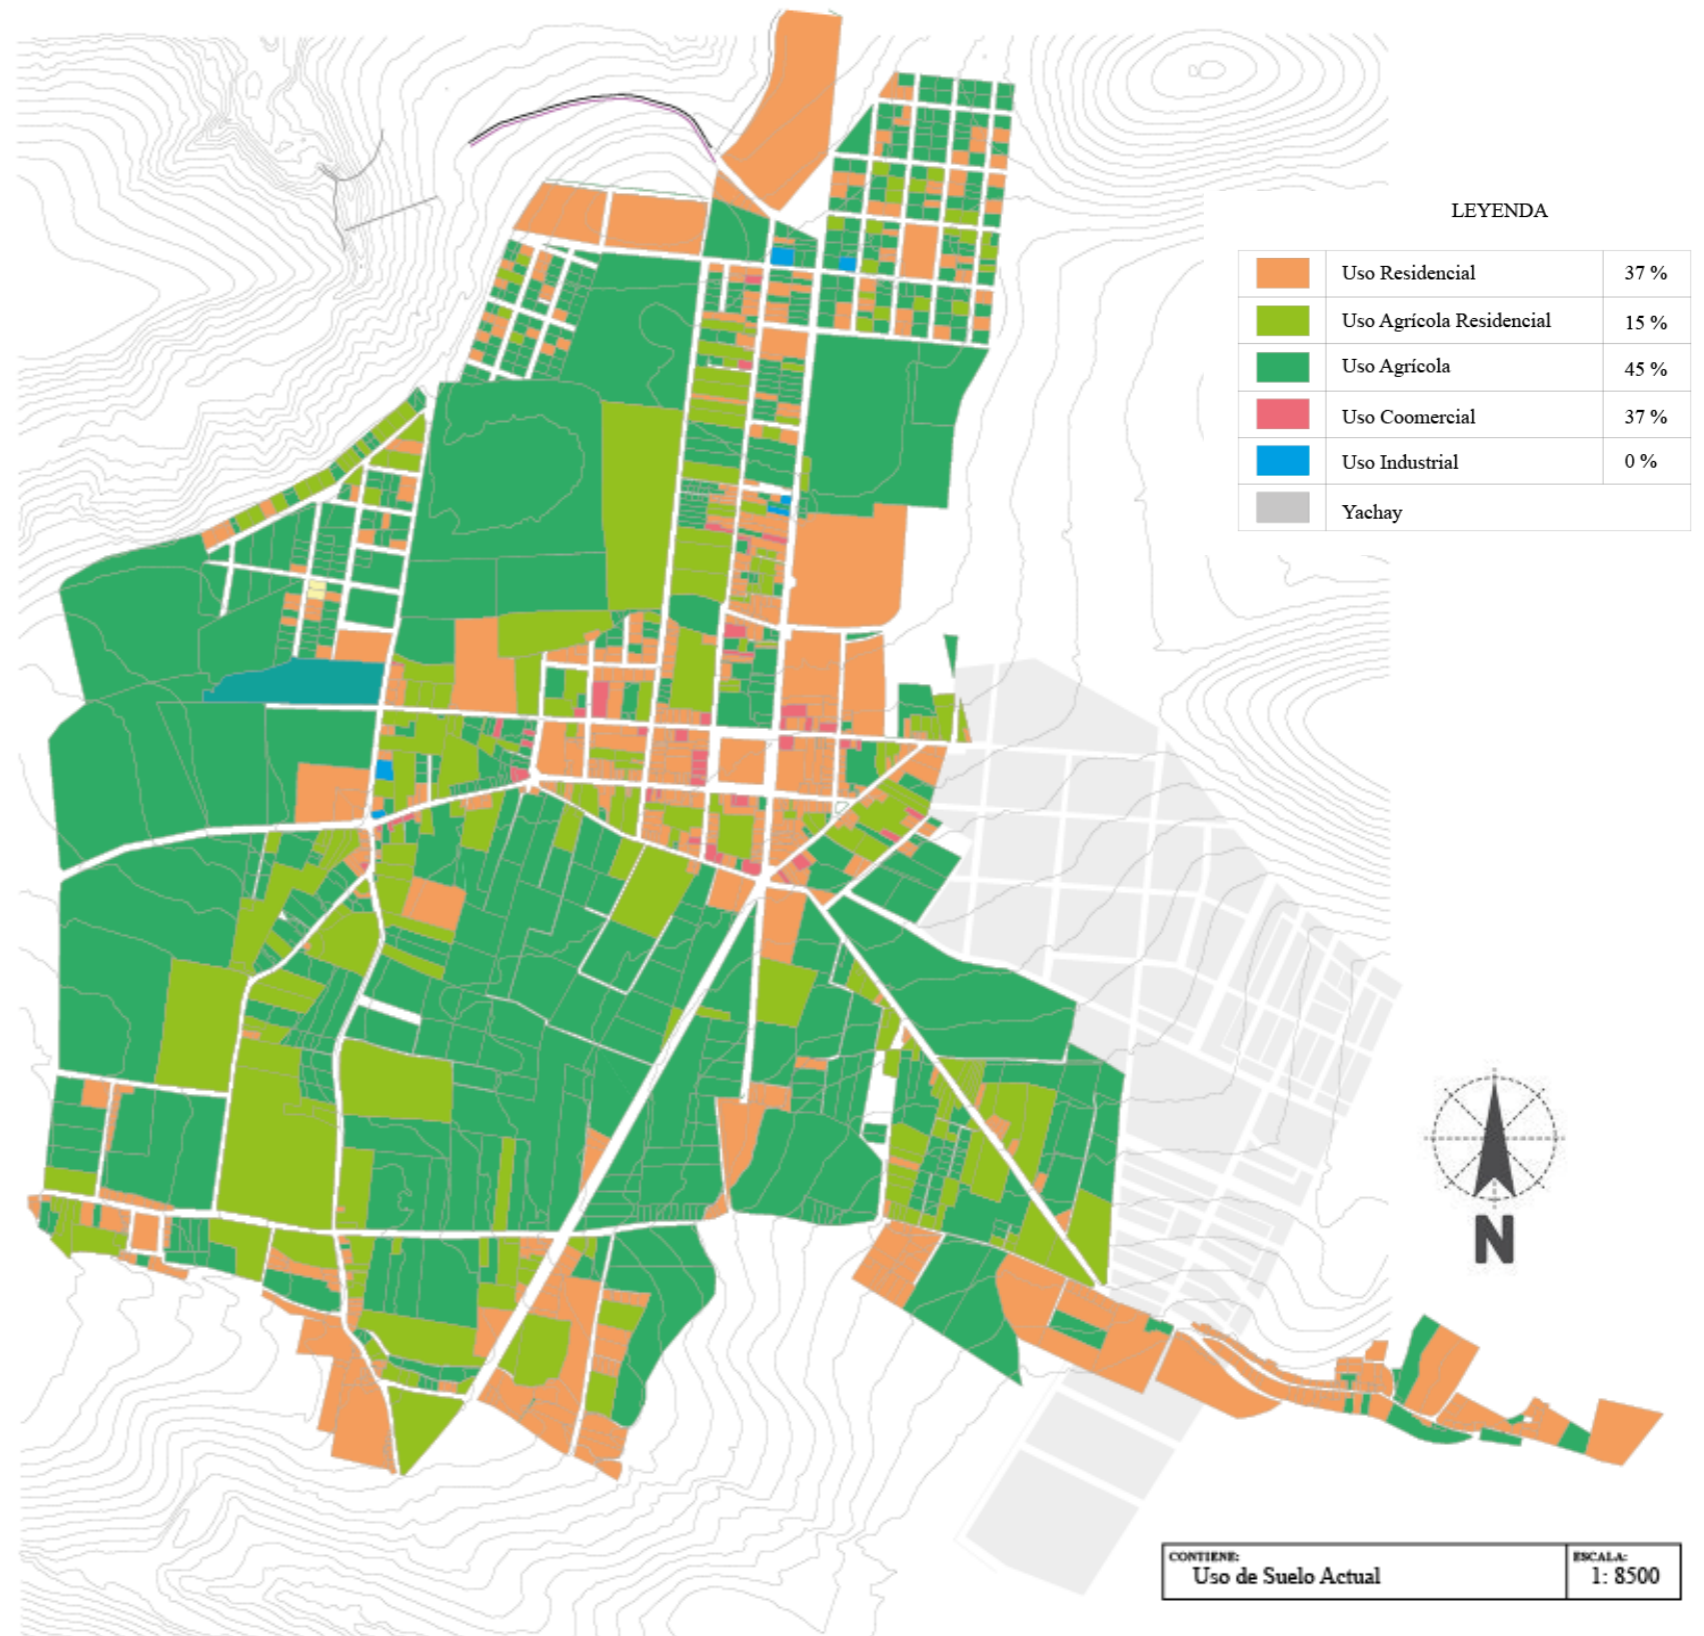 LEYENDA
Uso Residencial 37 %
Uso Agrícola Residencial 15 %
Uso Agrícola 45 %
Uso Coomercial 37 %
Uso Industrial 0 %
Yachay
N
CONTIENE: ESCALA:
Uso de Suelo Actual 1: 8500